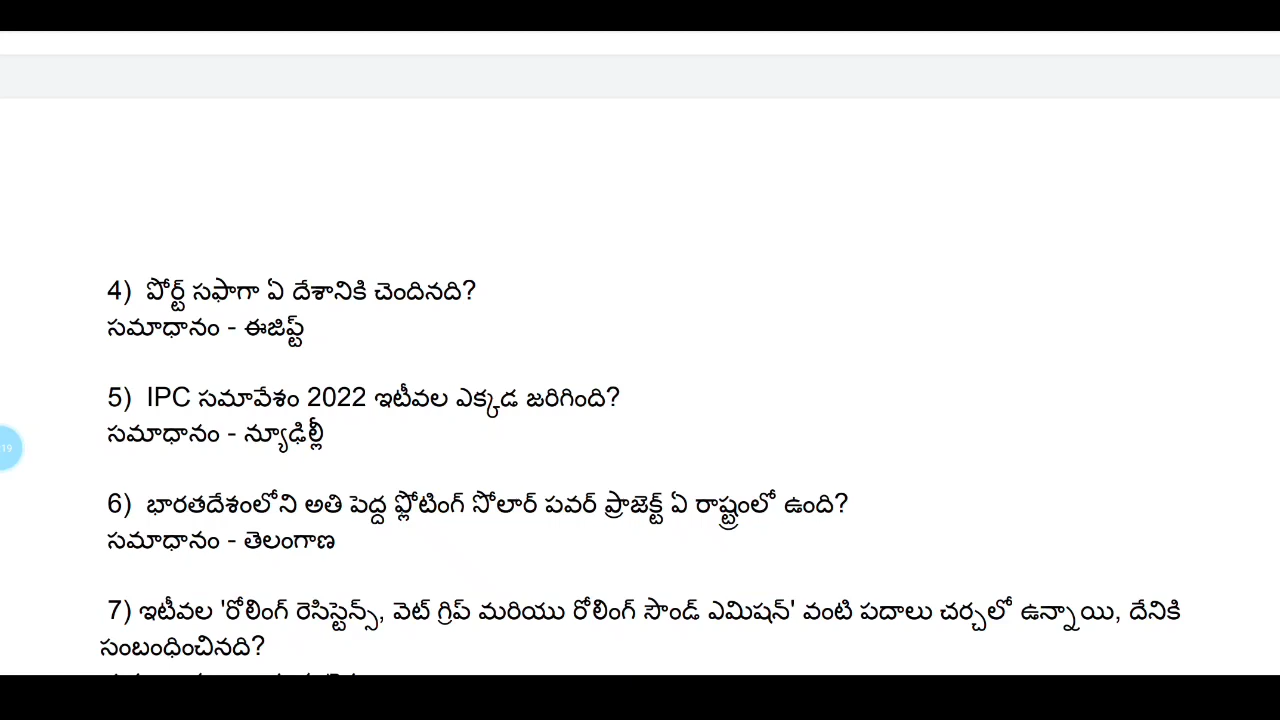 4) పోర్ట్ సఫాగా ఏ దేశానికి చెందినది?
సమాధానం - ఈజిప్ట్
5) IPC సమావేశం 2022 ఇటీవల ఎక్కడ జరిగింది?
సమాధానం - న్యూఢిల్లీ
6) భారతదేశంలోని అతి పెద్ద ఫ్లోటింగ్ సోలార్ పవర్ ప్రాజెక్ట్ ఏ రాష్ట్రంలో ఉంది?
సమాధానం - తెలంగాణ
7) ఇటీవల 'రోలింగ్ రెసిస్టెన్స్, వెట్ గ్రిప్ మరియు రోలింగ్ సౌండ్ ఎమిషన్' వంటి పదాలు చర్చలో ఉన్నాయి, దేనికి
సంబంధించినది?